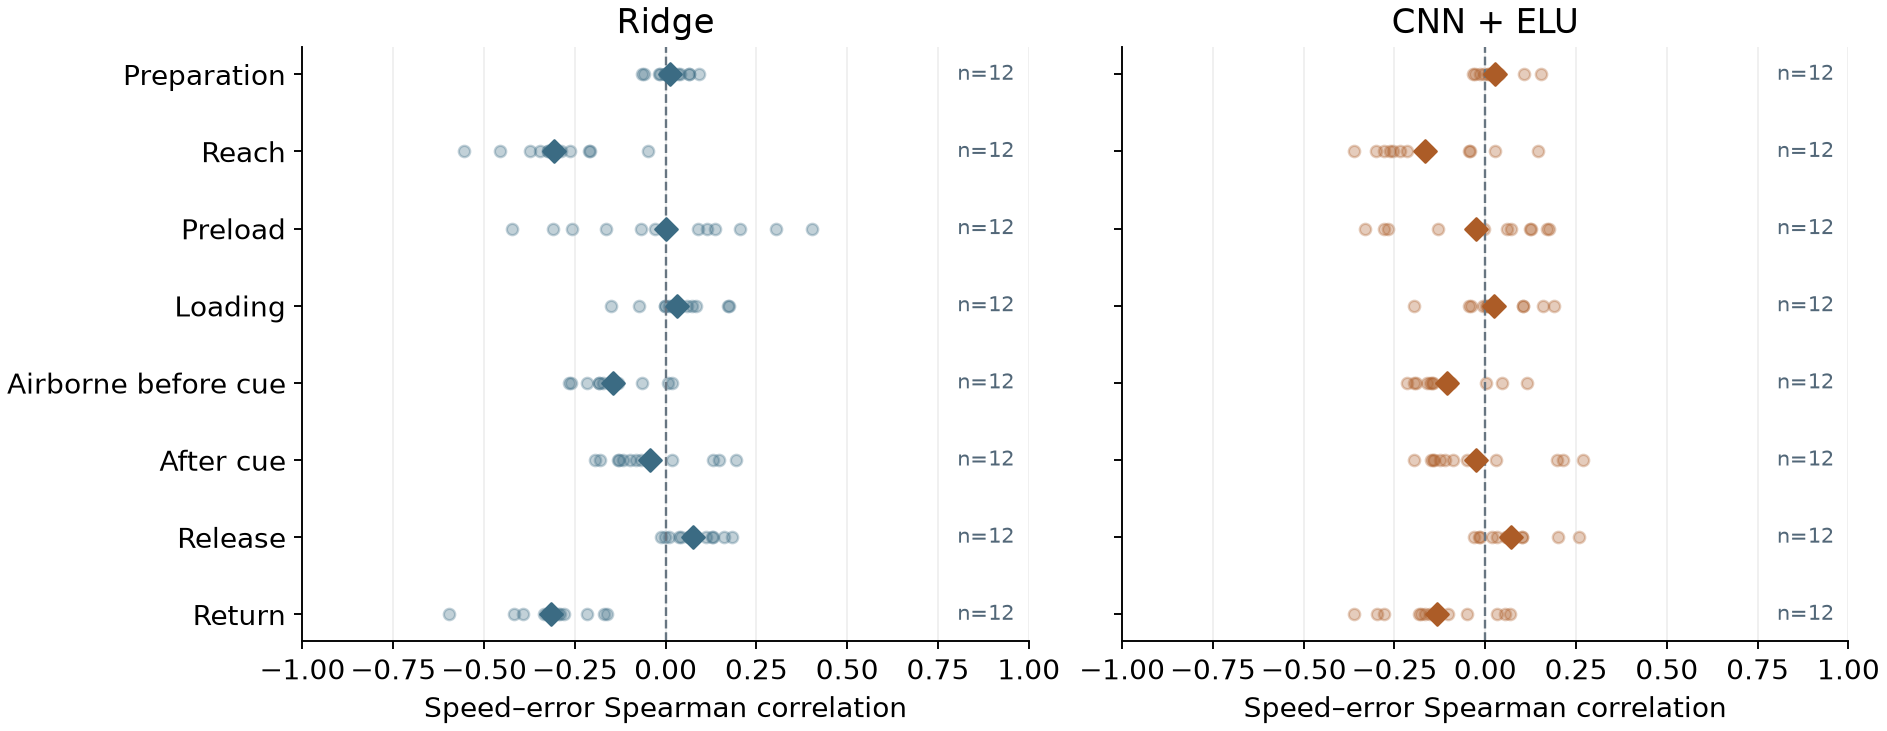 Ridge
CNN + ELU
Preparation
n=12
n=12
Reach
n=12
n=12
Preload
n=12
n=12
Loading
n=12
n=12
Airborne before cue
n=12
n=12
After cue
n=12
n=12
Release
n=12
n=12
Return
n=12
n=12
−1.00 −0.75 −0.50 −0.25 0.00 0.25 0.50 0.75 1.00
−1.00 −0.75 −0.50 −0.25 0.00 0.25 0.50 0.75 1.00
Speed–error Spearman correlation
Speed–error Spearman correlation